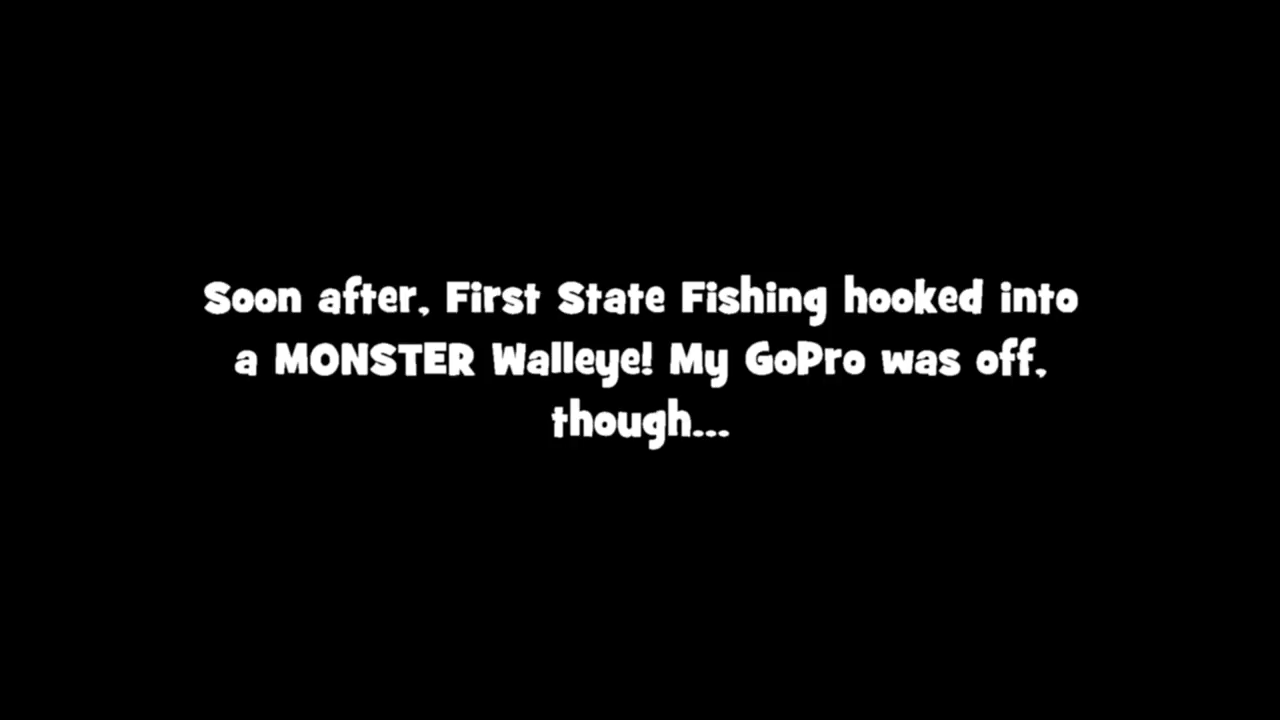 Soon after, First State Fishing hooked into
a MONSTER Walleye! My GoPro was off,
though...